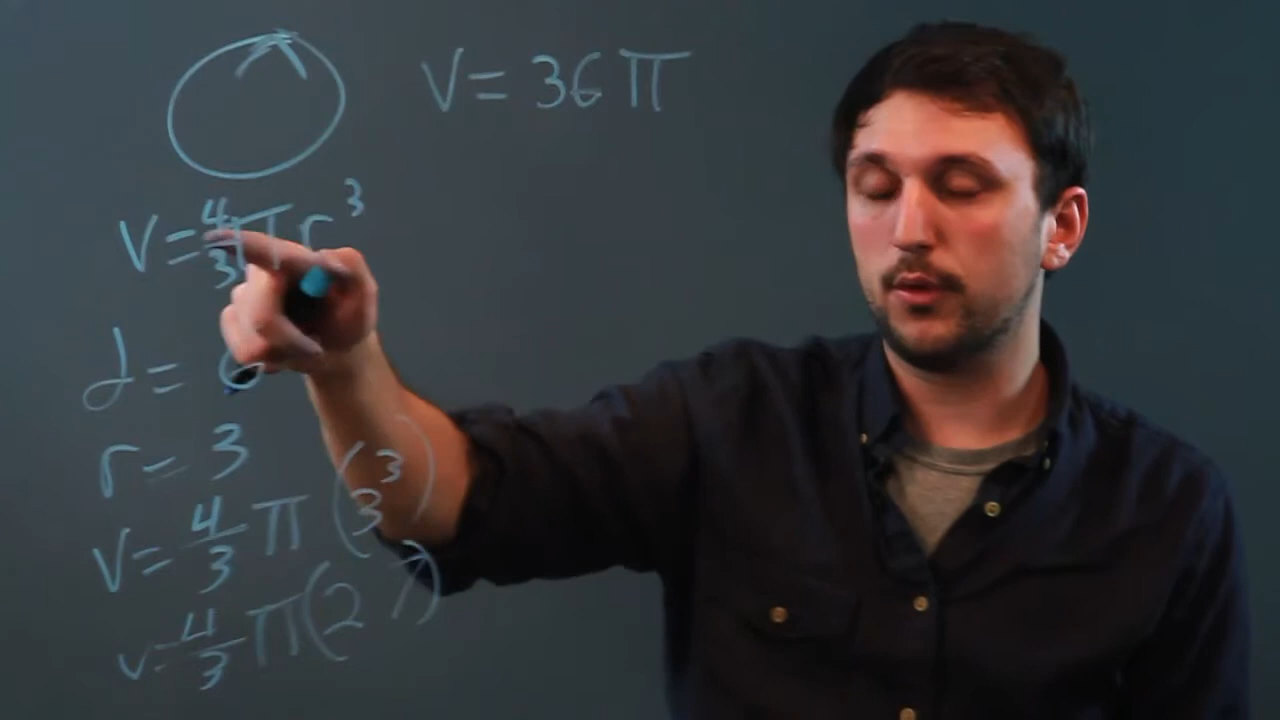 V = 36π
V = 4/3 π r³
d = 6
r = 3
V = 4/3 π (3³)
v = 4/3 π (27)